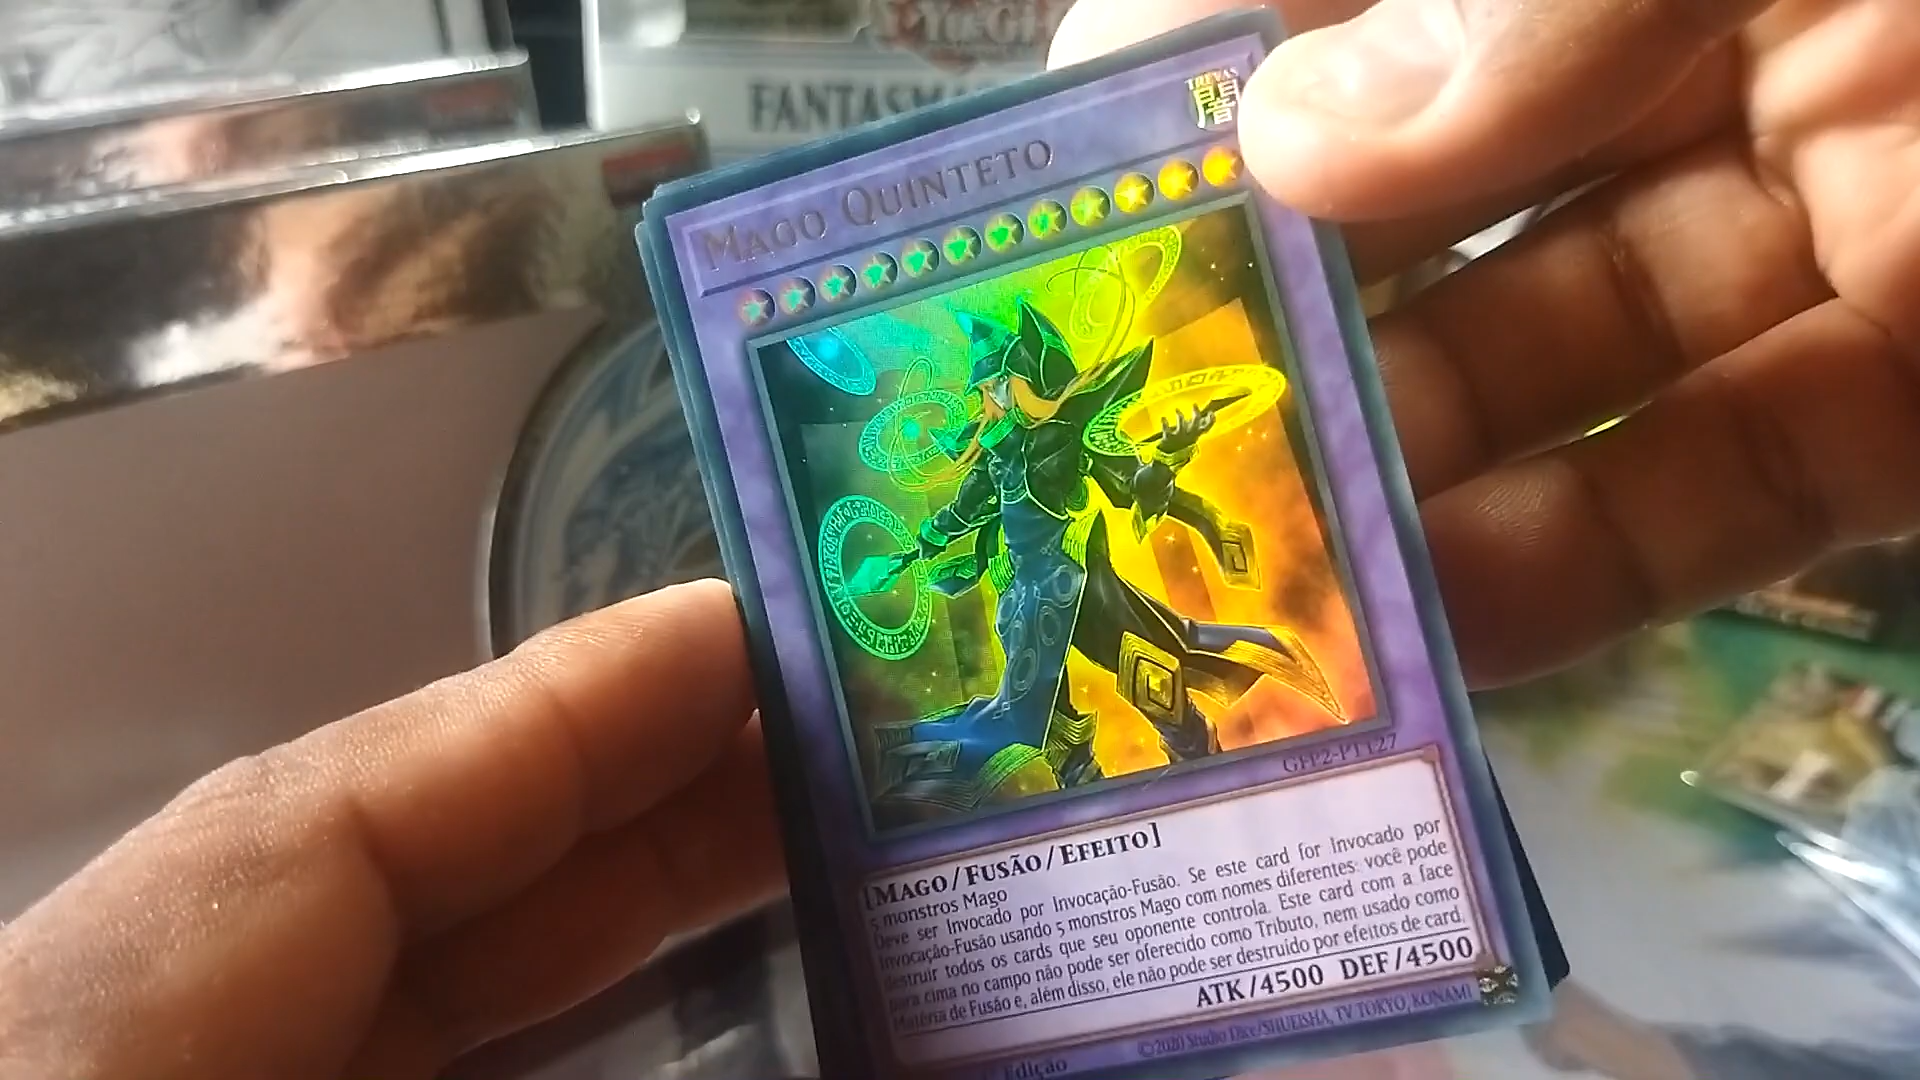 Yu-Gi-
FANTASM
TREVAS
闇
MAGO QUINTETO
GFP2-PT127
[MAGO/FUSÃO/EFEITO]
5 monstros Mago
Deve ser Invocado por Invocação-Fusão. Se este card for Invocado por
Invocação-Fusão usando 5 monstros Mago com nomes diferentes: você pode
destruir todos os cards que seu oponente controla. Este card com a face
para cima no campo não pode ser oferecido como Tributo, nem usado como
Matéria de Fusão e, além disso, ele não pode ser destruído por efeitos de card.
ATK/4500 DEF/4500
Edição
©2020 Studio Dice/SHUEISHA, TV TOKYO, KONAMI